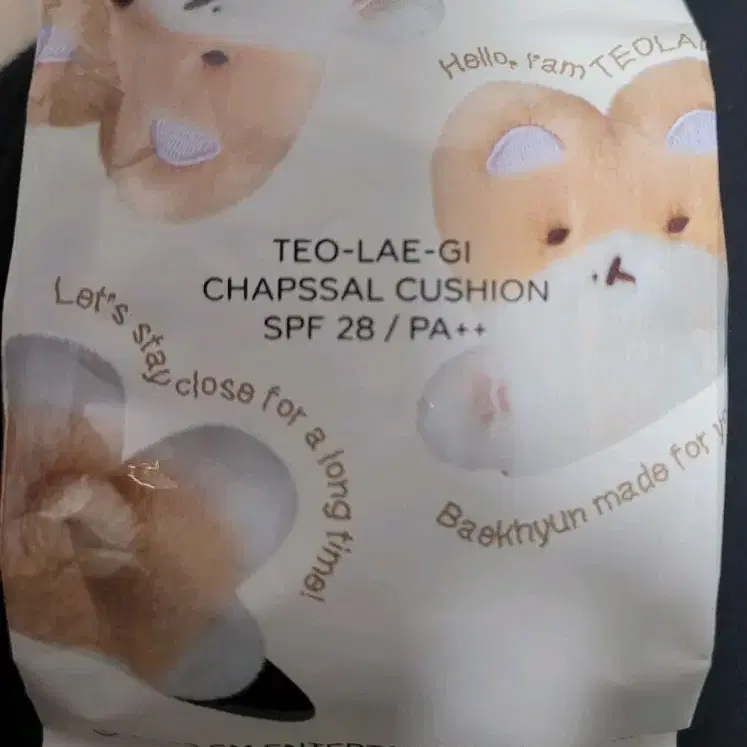 Hello, I'am TEOLAE
TEO-LAE-GI
CHAPSSAL CUSHION
SPF 28 / PA++
Let's stay close for a long time!
Baekhyun made for